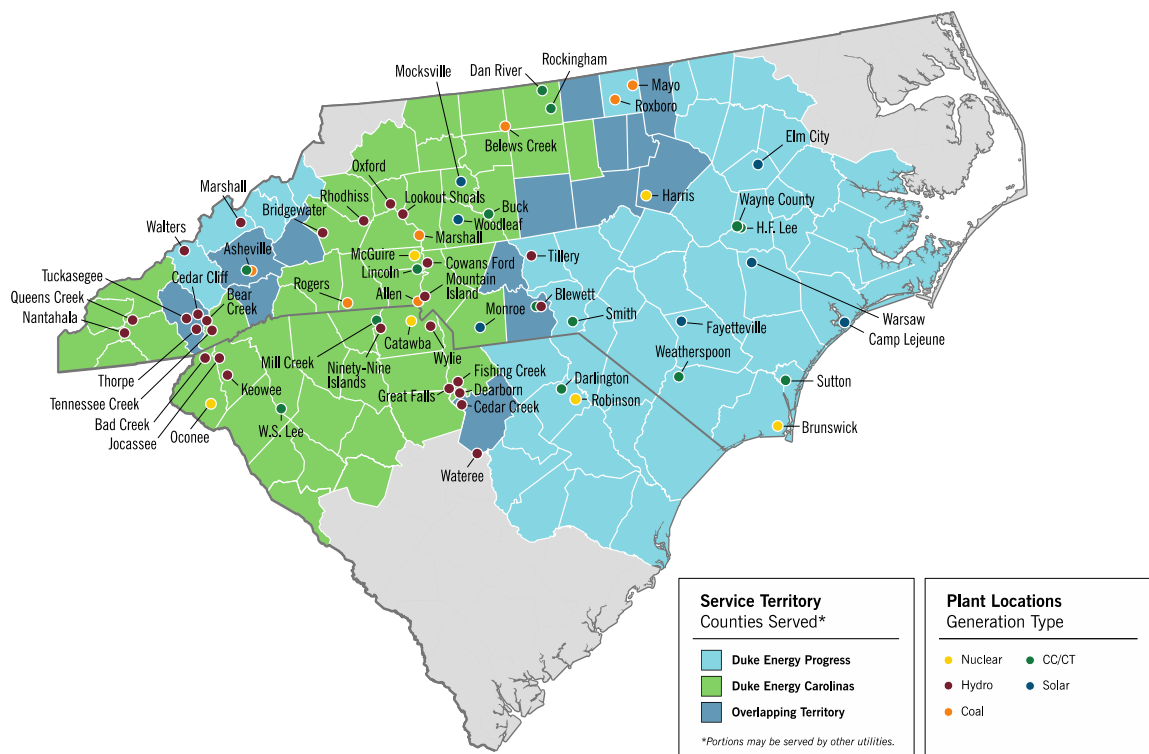 Rockingham
Dan River
Mocksville
Mayo
Roxboro
Belews Creek
Elm City
Oxford
Lookout Shoals
Marshall
Rhodhiss
Harris
Bridgewater
Buck
Wayne County
Woodleaf
H.F. Lee
Walters
Marshall
Asheville
McGuire
Tillery
Cowans Ford
Tuckasegee
Cedar Cliff
Lincoln
Mountain
Island
Bear
Creek
Rogers
Allen
Queens Creek
Blewett
Monroe
Nantahala
Smith
Fayetteville
Warsaw
Camp Lejeune
Catawba
Mill Creek
Wylie
Ninety-Nine
Islands
Weatherspoon
Thorpe
Fishing Creek
Keowee
Darlington
Sutton
Tennessee Creek
Great Falls
Dearborn
Robinson
Cedar Creek
Bad Creek
Oconee
W.S. Lee
Jocassee
Brunswick
Wateree
Service Territory
Counties Served*
Duke Energy Progress
Duke Energy Carolinas
Overlapping Territory
*Portions may be served by other utilities.
Plant Locations
Generation Type
Nuclear
CC/CT
Hydro
Solar
Coal